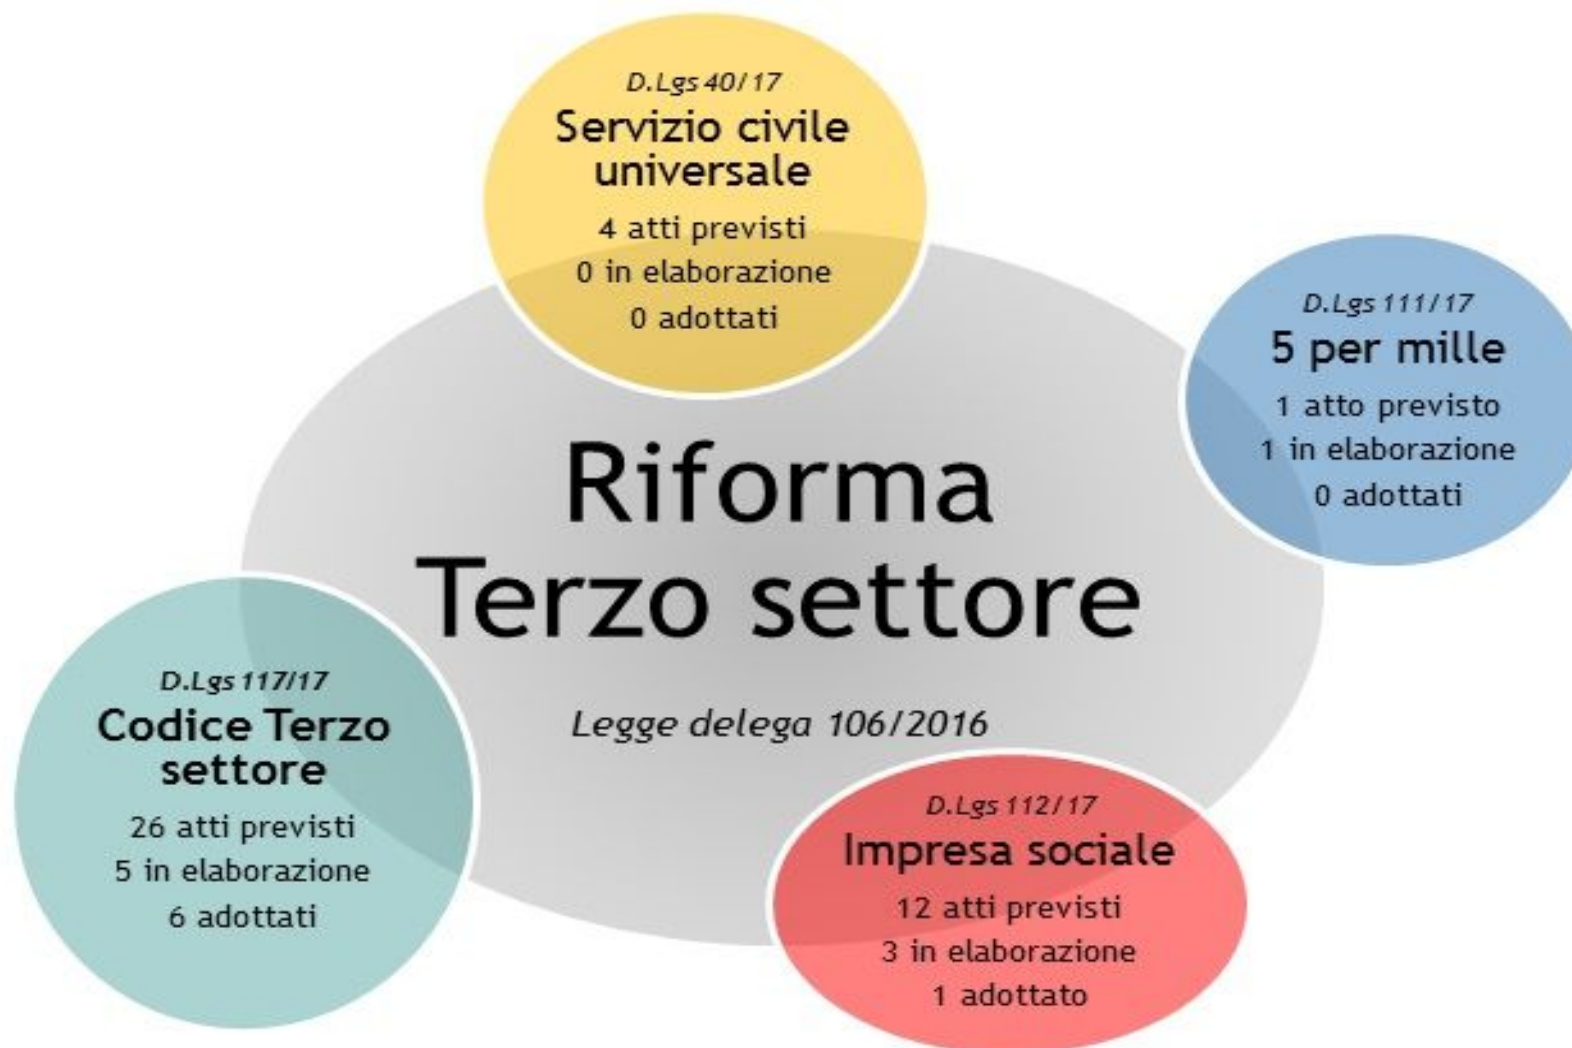 D.Lgs 40/17
Servizio civile
universale
4 atti previsti
0 in elaborazione
0 adottati
D.Lgs 111/17
5 per mille
1 atto previsto
1 in elaborazione
0 adottati
Riforma
Terzo settore
Legge delega 106/2016
D.Lgs 117/17
Codice Terzo
settore
26 atti previsti
5 in elaborazione
6 adottati
D.Lgs 112/17
Impresa sociale
12 atti previsti
3 in elaborazione
1 adottato